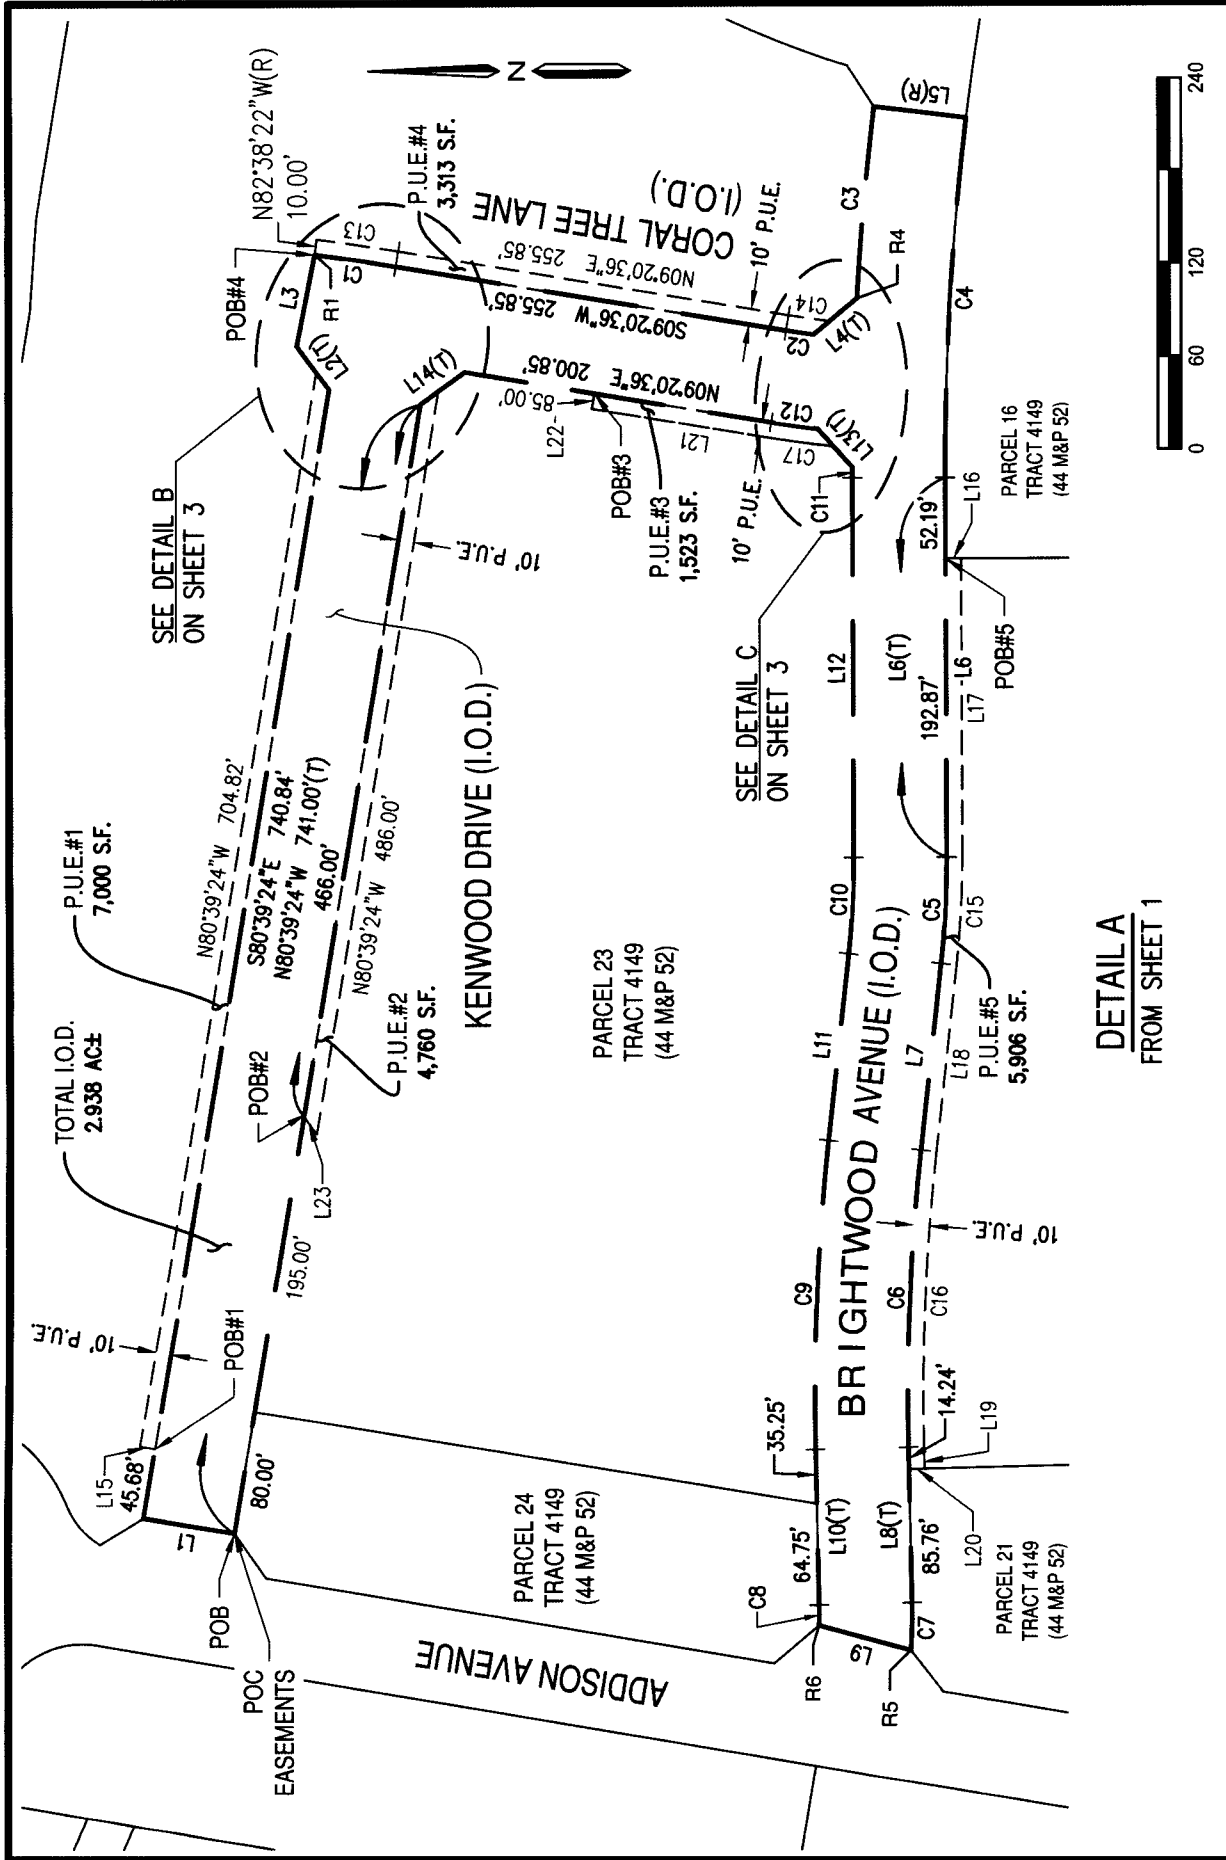 N82°38'22"W(R)
10.00'
POB#4
L3
R1
L2(T)
C1
C13
P.U.E.#4
3,313 S.F.
N
L14(T)
SEE DETAIL B
ON SHEET 3
CORAL TREE LANE
(I.O.D.)
N09°20'36"E 255.85'
S09°20'36"W 255.85'
N09°20'36"E 200.85'
10' P.U.E.
85.00'
L22
L21
POB#3
P.U.E.#3
1,523 S.F.
10' P.U.E.
C12
C17
L13(T)
C11
C2
C14
L4(T)
R4
C3
L5(R)
C4
TOTAL I.O.D.
2.938 AC±
P.U.E.#1
7,000 S.F.
N80°39'24"W 704.82'
S80°39'24"E 740.84'
N80°39'24"W 741.00'(T)
466.00'
N80°39'24"W 486.00'
10' P.U.E.
KENWOOD DRIVE (I.O.D.)
10' P.U.E.
L15
45.68'
POB#1
L1
POB
POC
EASEMENTS
80.00'
195.00'
POB#2
L23
P.U.E.#2
4,760 S.F.
PARCEL 23
TRACT 4149
(44 M&P 52)
PARCEL 24
TRACT 4149
(44 M&P 52)
ADDISON AVENUE
SEE DETAIL C
ON SHEET 3
R6
C8
64.75'
L10(T)
35.25'
C9
L11
C10
L12
BRIGHTWOOD AVENUE (I.O.D.)
L9
R5
C7
85.76'
L8(T)
14.24'
C6
L7
C5
192.87'
L6(T)
L6
52.19'
L16
POB#5
L17
C15
L18
P.U.E.#5
5,906 S.F.
10' P.U.E.
C16
L19
L20
PARCEL 21
TRACT 4149
(44 M&P 52)
PARCEL 16
TRACT 4149
(44 M&P 52)
DETAIL A
FROM SHEET 1
0
60
120
240